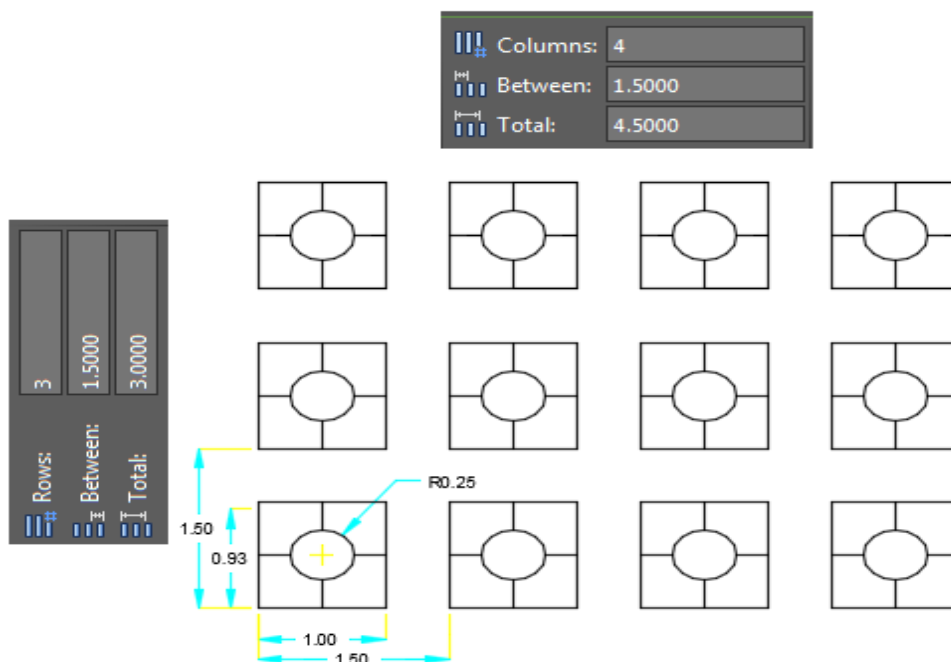 Columns: 4
Between: 1.5000
Total: 4.5000
Rows: 3
Between: 1.5000
Total: 3.0000
R0.25
1.50
0.93
1.00
1.50